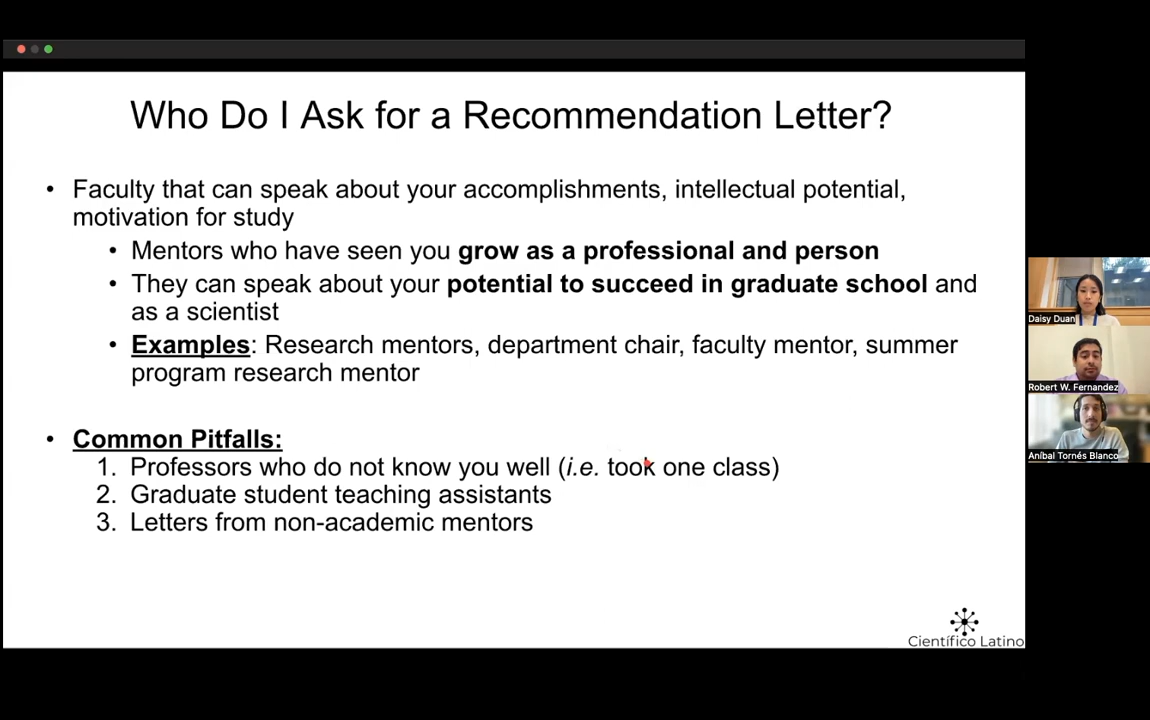 Who Do I Ask for a Recommendation Letter?
• Faculty that can speak about your accomplishments, intellectual potential,
motivation for study
• Mentors who have seen you grow as a professional and person
• They can speak about your potential to succeed in graduate school and
as a scientist
• Examples: Research mentors, department chair, faculty mentor, summer
program research mentor
• Common Pitfalls:
1. Professors who do not know you well (i.e. took one class)
2. Graduate student teaching assistants
3. Letters from non-academic mentors
Científico Latino
Daisy Duan
Robert W. Fernandez
Aníbal Tornés Blanco